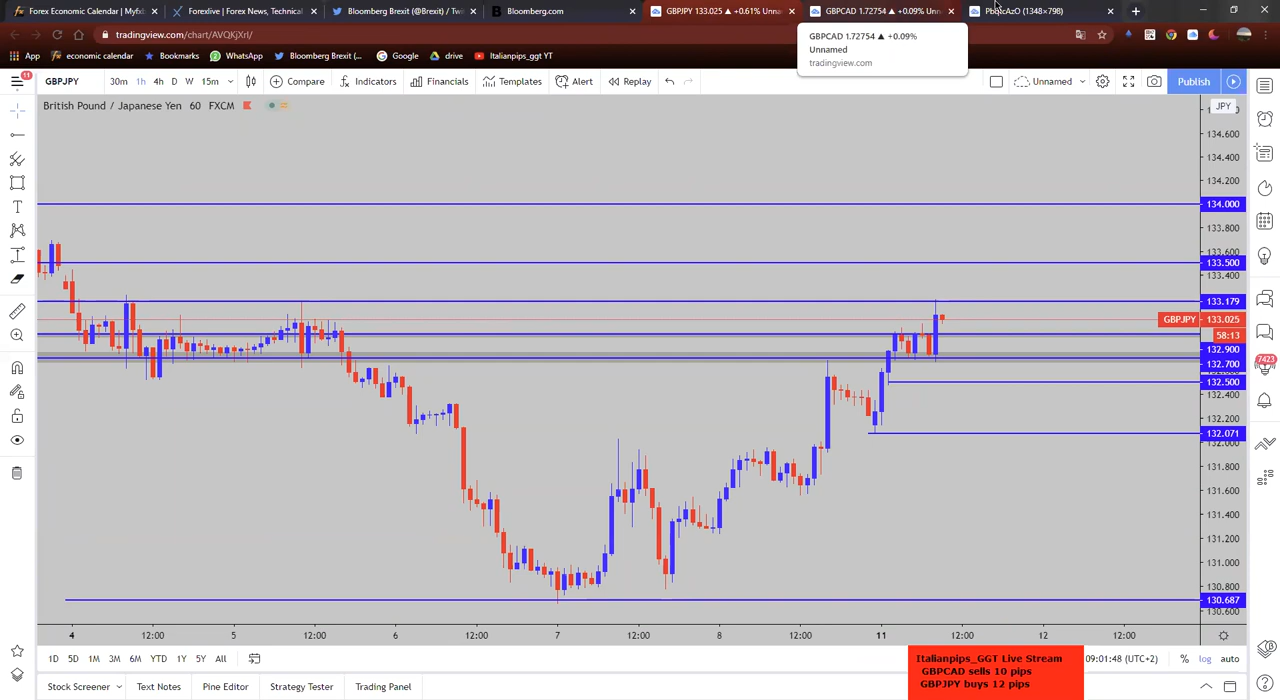 Forex Economic Calendar | Myfx
Forexlive | Forex News, Technical
Bloomberg Brexit (@Brexit) / Twi
Bloomberg.com
GBPJPY 133.025 ▲ +0.61% Unna
GBPCAD 1.72754 ▲ +0.09% Unn
(1348×798)
tradingview.com/chart/AVQKjXrl/
App
economic calendar
Bookmarks
WhatsApp
Bloomberg Brexit (...
Google
drive
Italianpips_ggt YT
GBPCAD 1.72754 ▲ +0.09%
Unnamed
tradingview.com
11
GBPJPY
30m
1h
4h
D
W
15m
Compare
Indicators
Financials
Templates
Alert
Replay
Unnamed
Publish
British Pound / Japanese Yen 60 FXCM
JPY
134.600
134.400
134.200
134.000
133.800
133.500
133.400
133.179
GBPJPY 133.025
58:13
132.900
132.700
132.500
132.400
132.200
132.071
132.000
131.800
131.600
131.400
131.200
131.000
130.800
130.687
130.600
7423
4
12:00
5
12:00
6
12:00
7
12:00
8
12:00
11
12:00
12
12:00
1D
5D
1M
3M
6M
YTD
1Y
5Y
All
09:01:48 (UTC+2)
%
log
auto
Italianpips_GGT Live Stream
GBPCAD sells 10 pips
GBPJPY buys 12 pips
Stock Screener
Text Notes
Pine Editor
Strategy Tester
Trading Panel